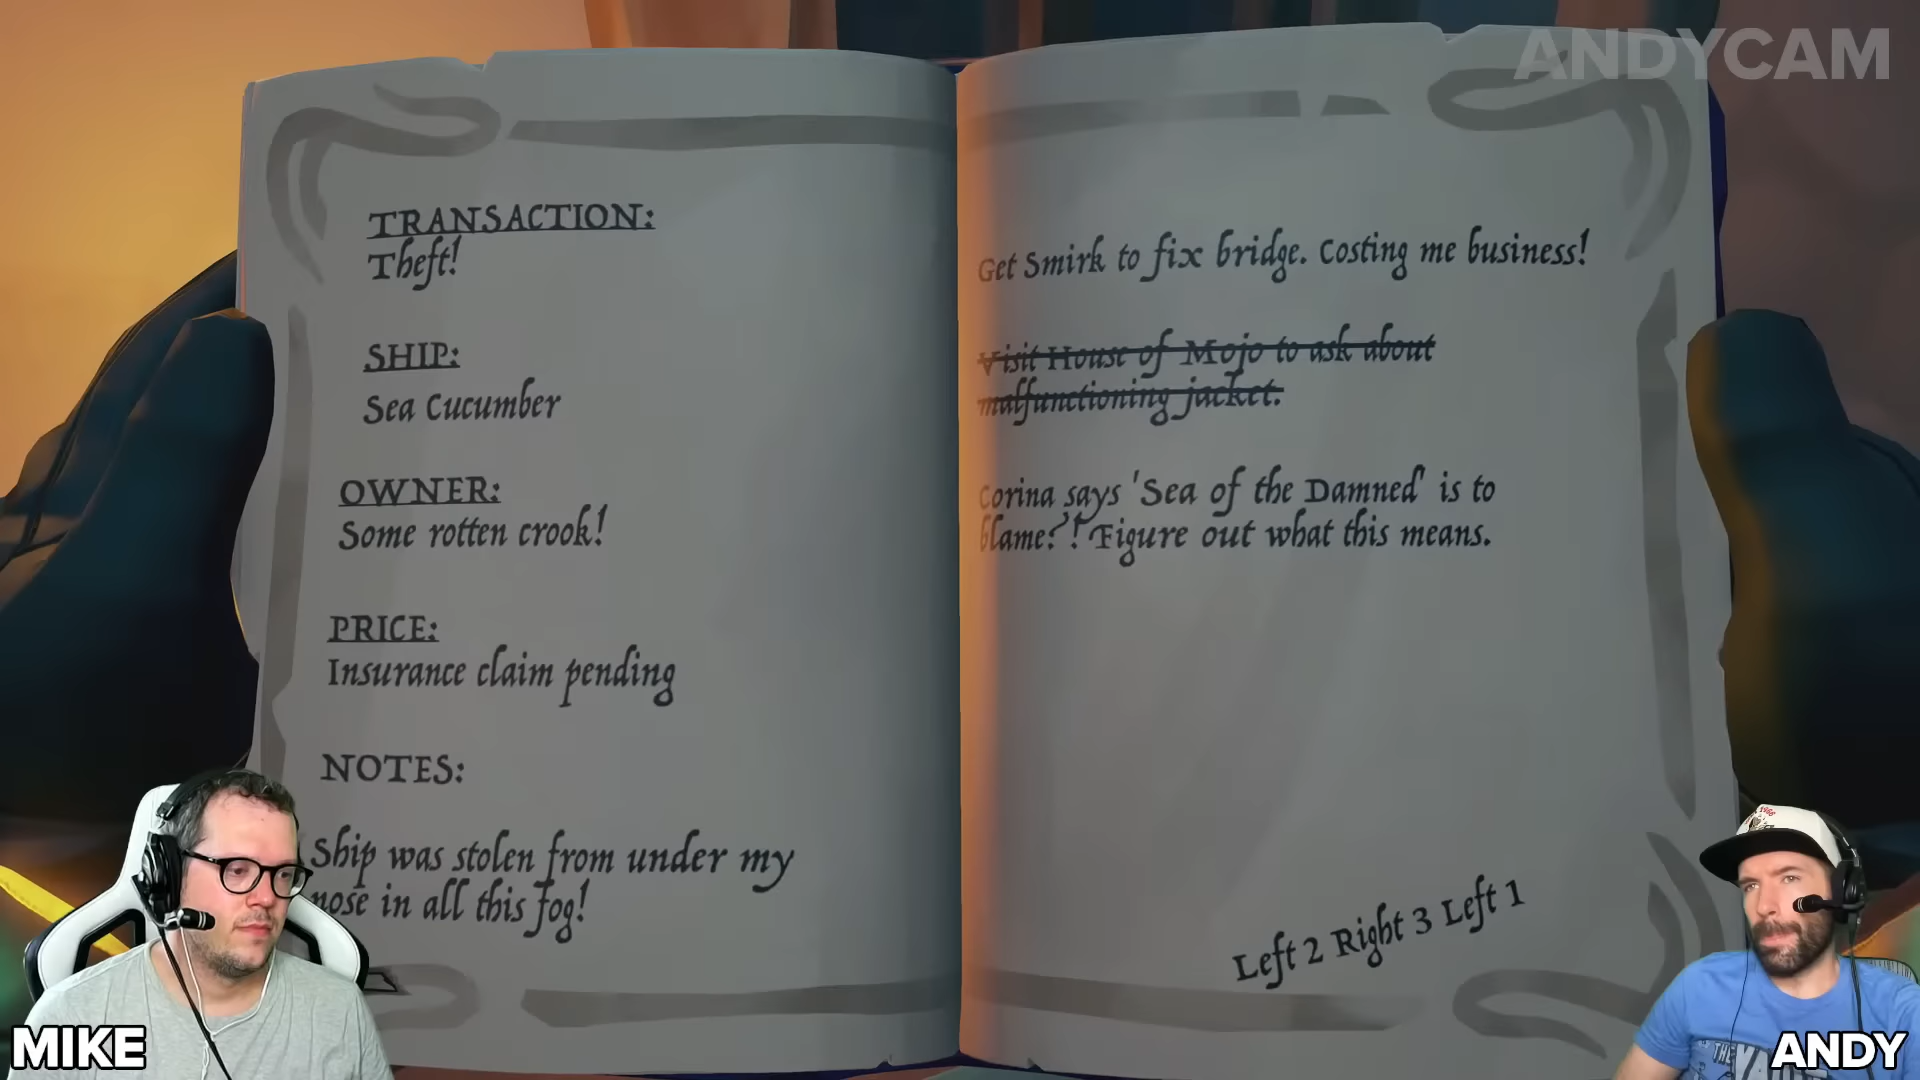 ANDYCAM
TRANSACTION:
Theft!
SHIP:
Sea Cucumber
OWNER:
Some rotten crook!
PRICE:
Insurance claim pending
NOTES:
Ship was stolen from under my
nose in all this fog!
Get Smirk to fix bridge. Costing me business!
Visit House of Mojo to ask about
malfunctioning jacket.
Corina says 'Sea of the Damned' is to
blame?! Figure out what this means.
Left 2 Right 3 Left 1
MIKE
ANDY